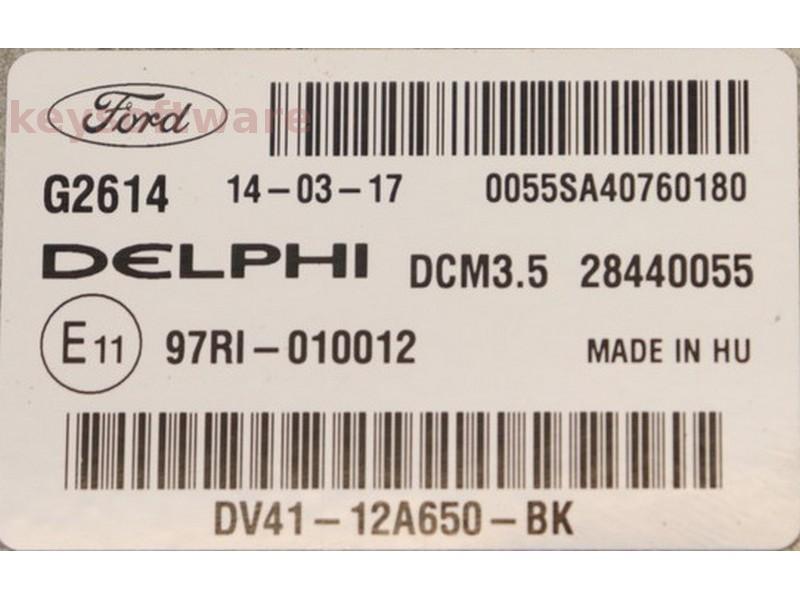 Ford
keysoftware
G2614 14-03-17 0055SA40760180
DELPHI DCM3.5 28440055
E11 97RI-010012 MADE IN HU
DV41-12A650-BK